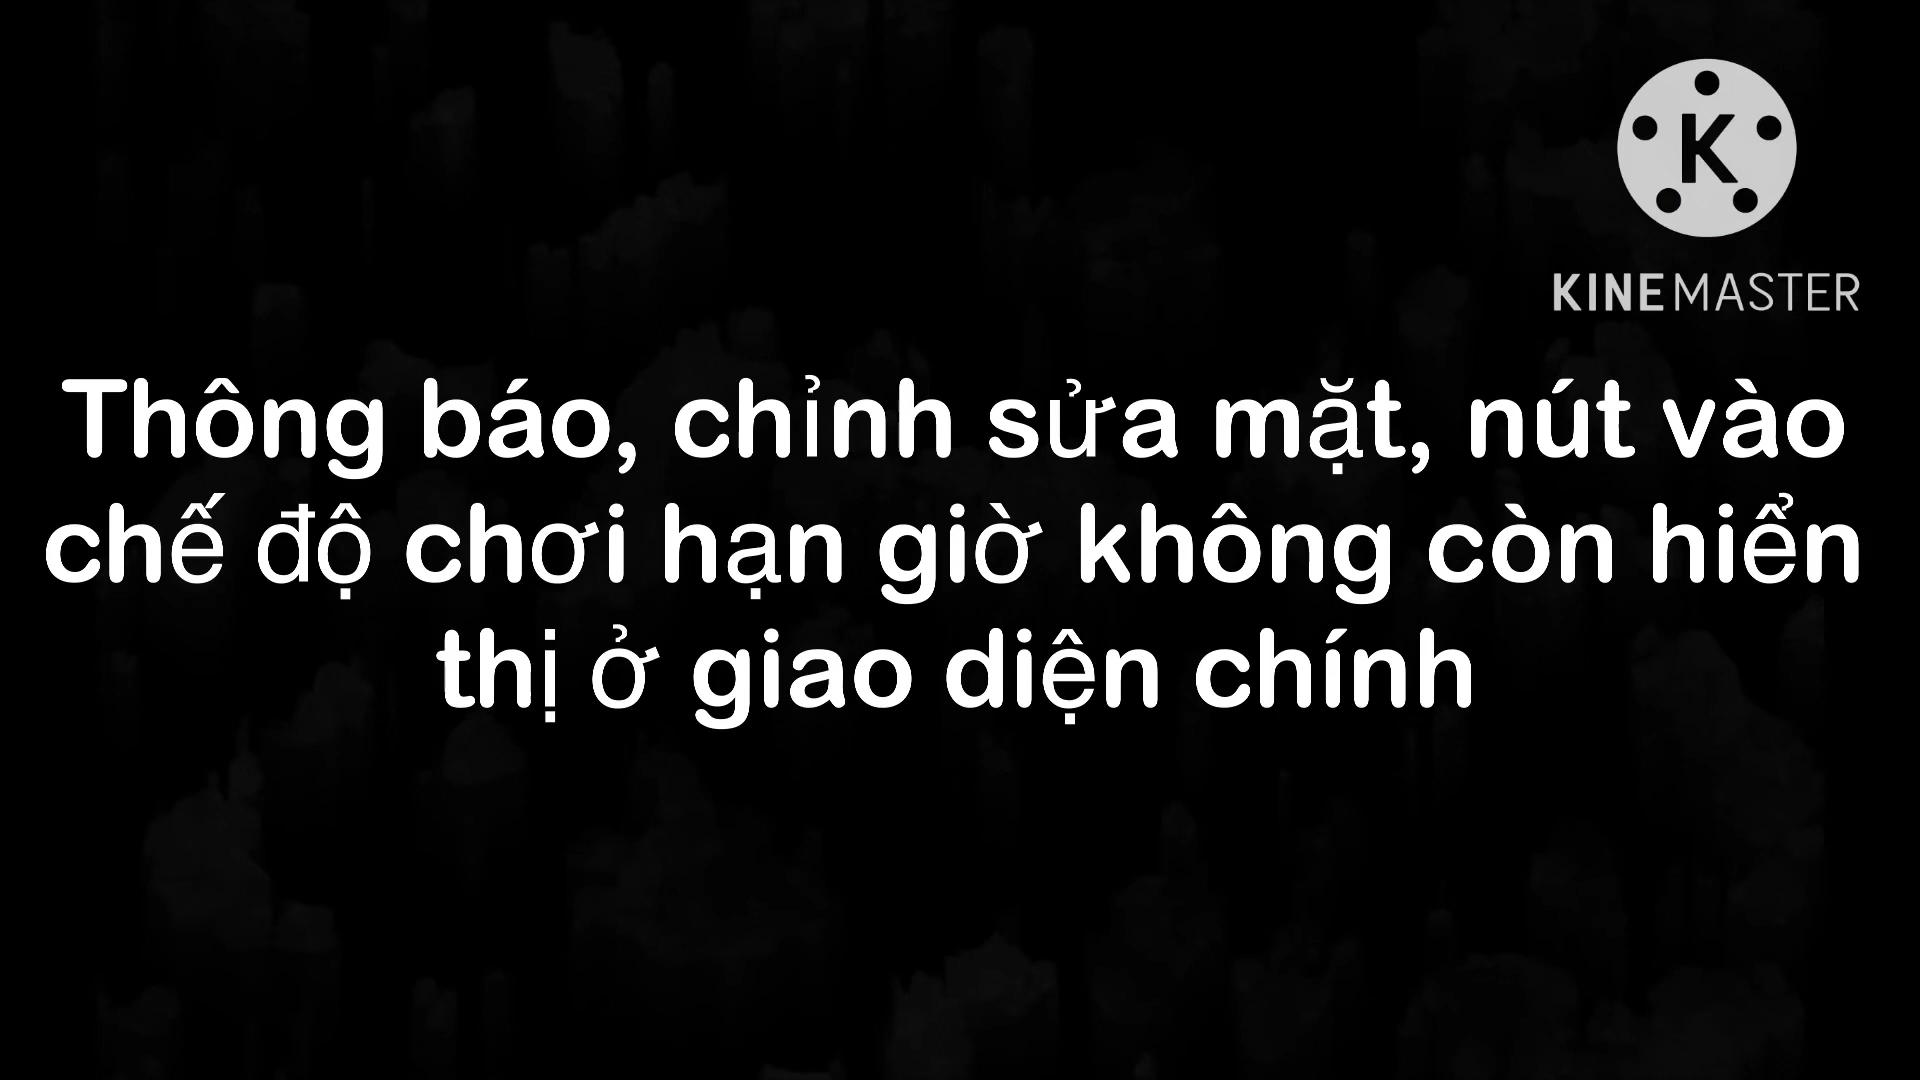 K
KINEMASTER
Thông báo, chỉnh sửa mặt, nút vào
chế độ chơi hạn giờ không còn hiển
thị ở giao diện chính